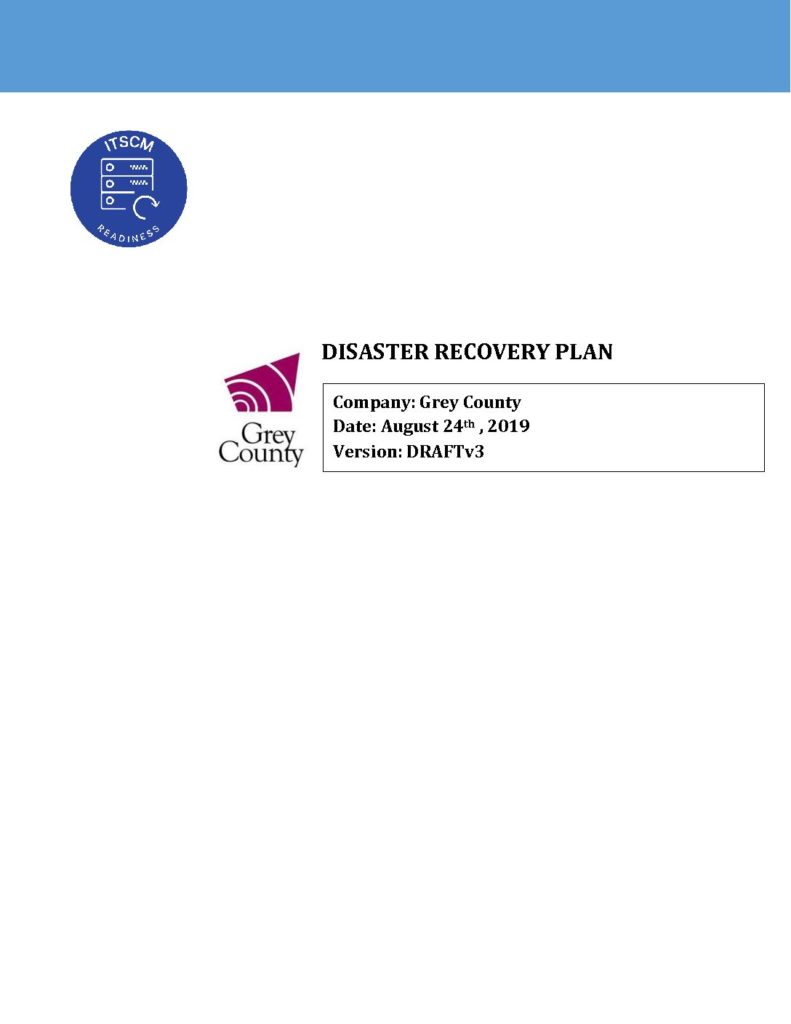 ITSCM
READINESS
DISASTER RECOVERY PLAN
Grey
County
Company: Grey County
Date: August 24th , 2019
Version: DRAFTv3